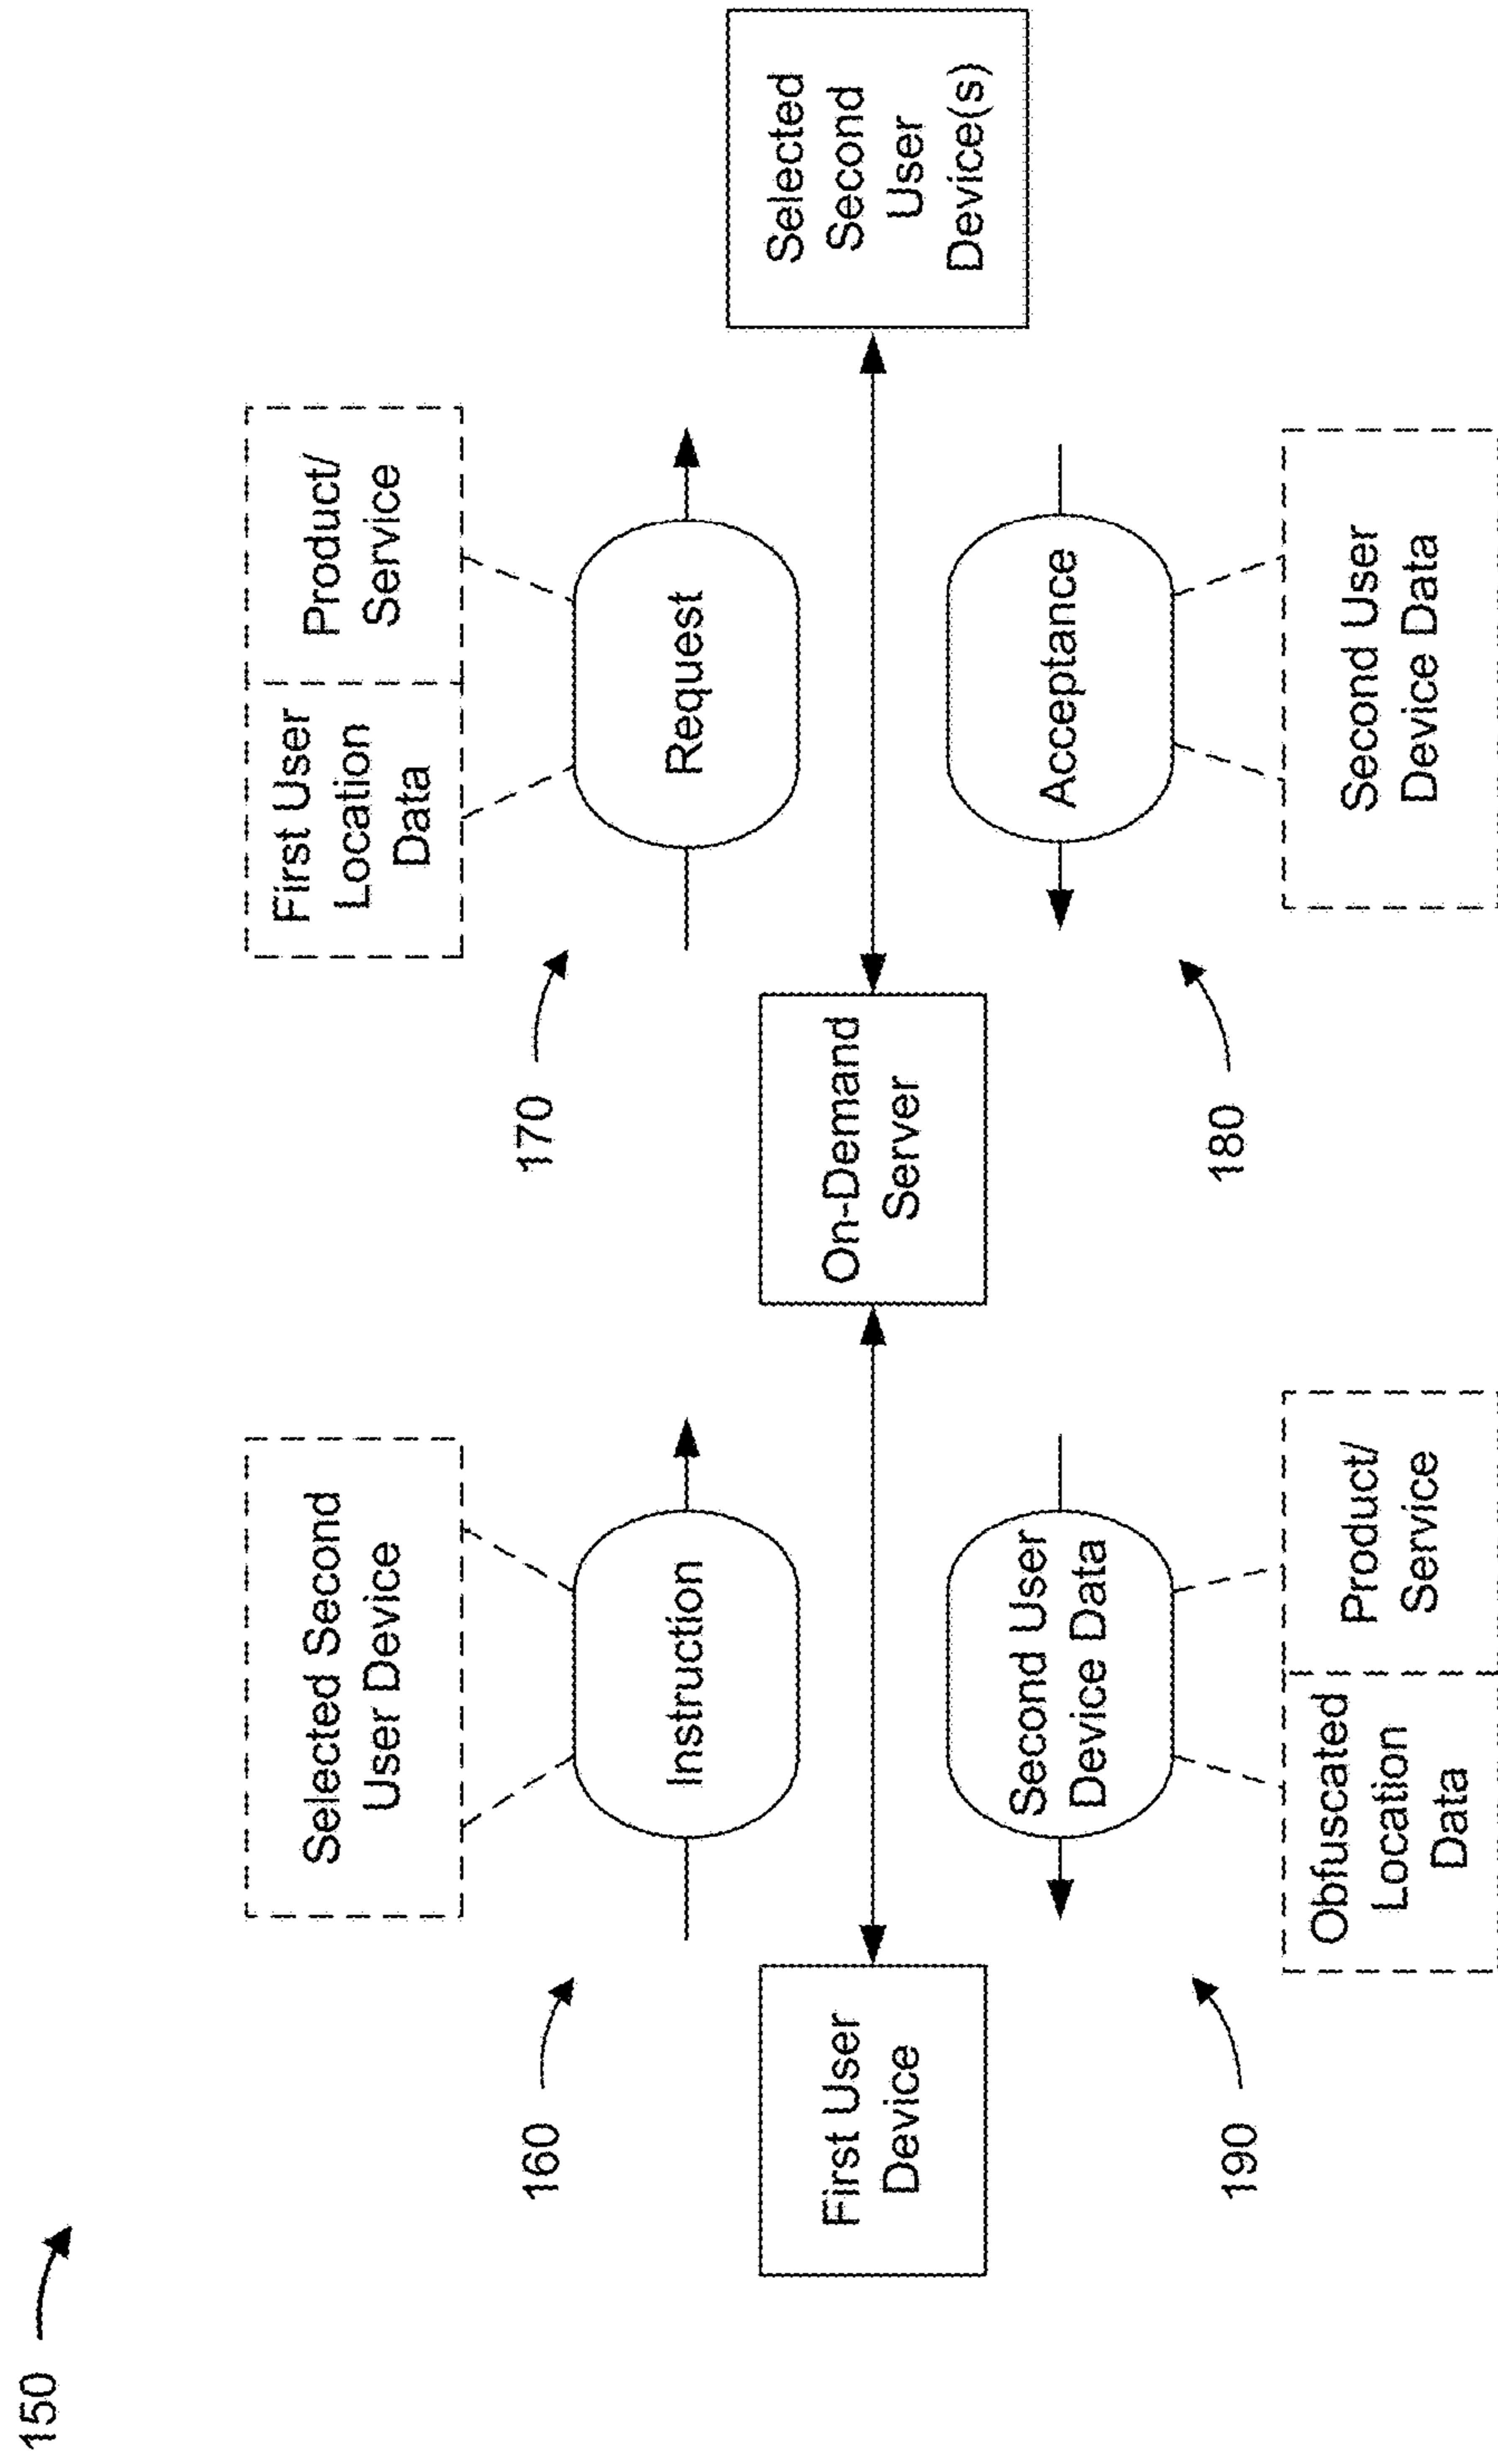 150
160
Selected Second
User Device
Instruction
170
First User
Location
Data
Product/
Service
Request
First User
Device
On-Demand
Server
Selected
Second
User
Device(s)
190
Second User
Device Data
Obfuscated
Location
Data
Product/
Service
180
Acceptance
Second User
Device Data